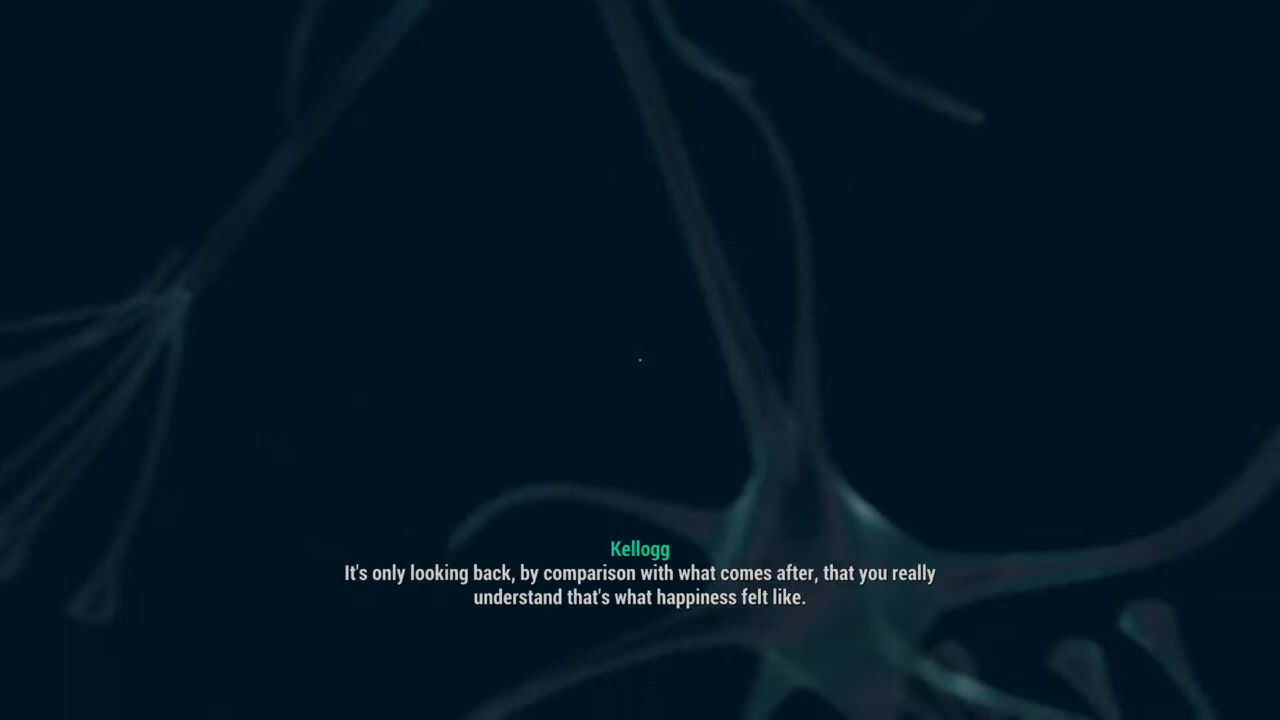 Kellogg
It's only looking back, by comparison with what comes after, that you really
understand that's what happiness felt like.